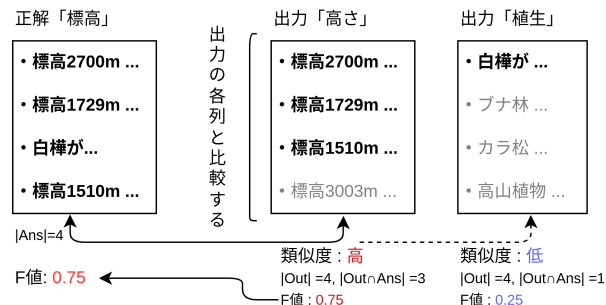 正解「標高」
• 標高2700m ...
• 標高1729m ...
• 白樺が...
• 標高1510m ...
|Ans|=4
F値: 0.75
出力の各列と比較する
出力「高さ」
• 標高2700m ...
• 標高1729m ...
• 標高1510m ...
• 標高3003m ...
類似度 : 高
|Out| =4, |Out∩Ans| =3
F値 : 0.75
出力「植生」
• 白樺が ...
• ブナ林 ...
• カラ松 ...
• 高山植物 ...
類似度 : 低
|Out| =4, |Out∩Ans| =1
F値 : 0.25